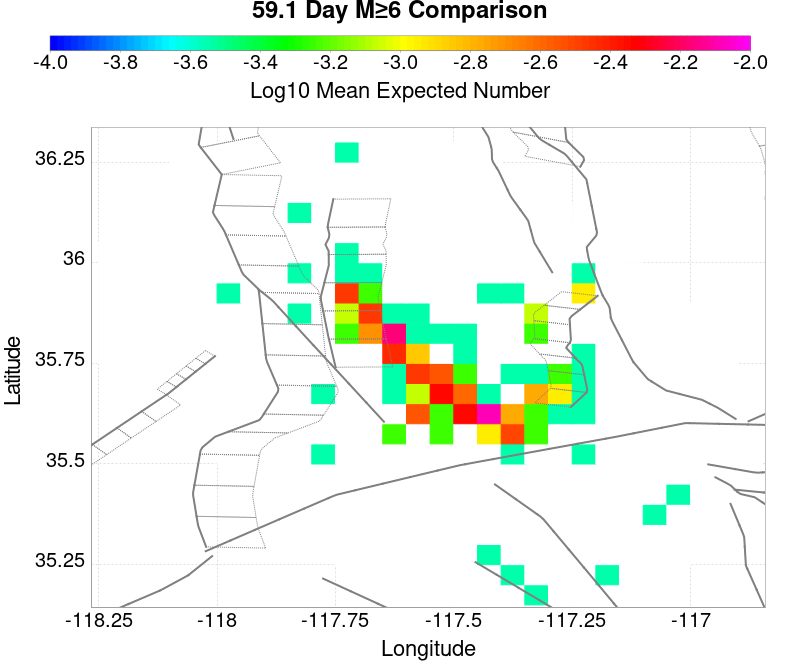 59.1 Day M≥6 Comparison
-4.0 -3.8 -3.6 -3.4 -3.2 -3.0 -2.8 -2.6 -2.4 -2.2 -2.0
Log10 Mean Expected Number
36.25
36
35.75
35.5
35.25
Latitude
-118.25 -118 -117.75 -117.5 -117.25 -117
Longitude